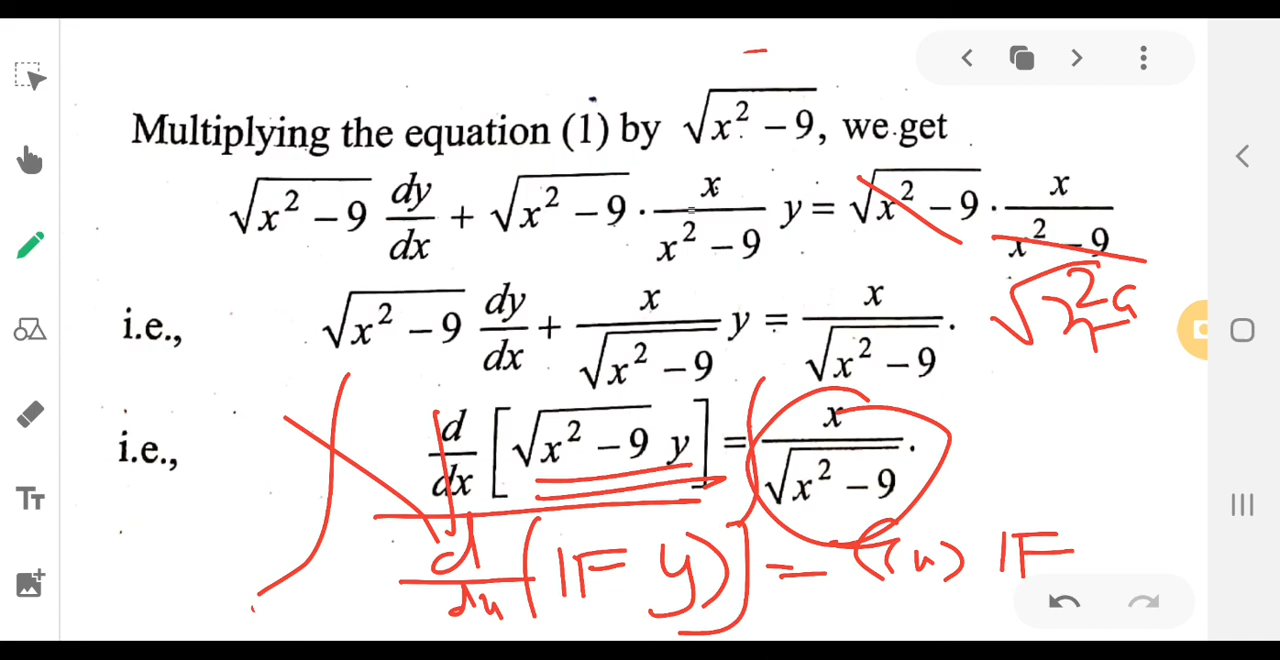 Multiplying the equation (1) by √(x² − 9), we get
√(x² − 9) dy/dx + √(x² − 9) · x/(x² − 9) y = √(x² − 9) · x/(x² − 9)
i.e., √(x² − 9) dy/dx + x/√(x² − 9) y = x/√(x² − 9).
i.e., d/dx [√(x² − 9) y] = x/√(x² − 9).
d/dx (IF y)] = IF
Tт